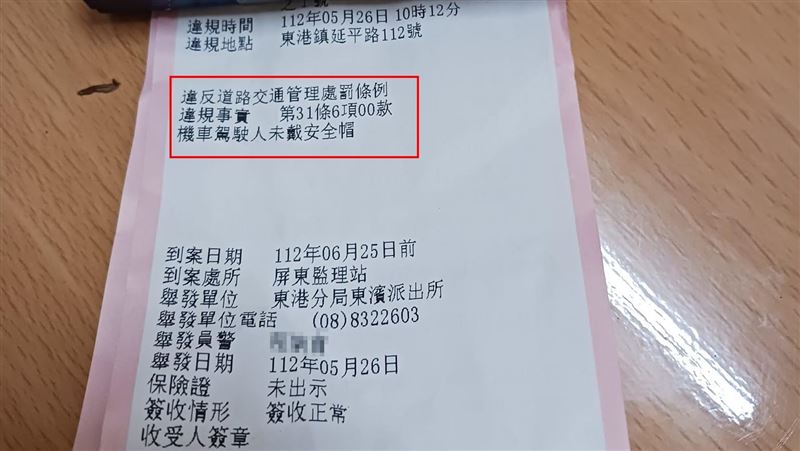 之1號
違規時間 112年05月26日 10時12分
違規地點 東港鎮延平路112號
違反道路交通管理處罰條例
違規事實 第31條6項00款
機車駕駛人未戴安全帽
到案日期 112年06月25日前
到案處所 屏東監理站
舉發單位 東港分局東濱派出所
舉發單位電話 (08)8322603
舉發員警
舉發日期 112年05月26日
保險證 未出示
簽收情形 簽收正常
收受人簽章